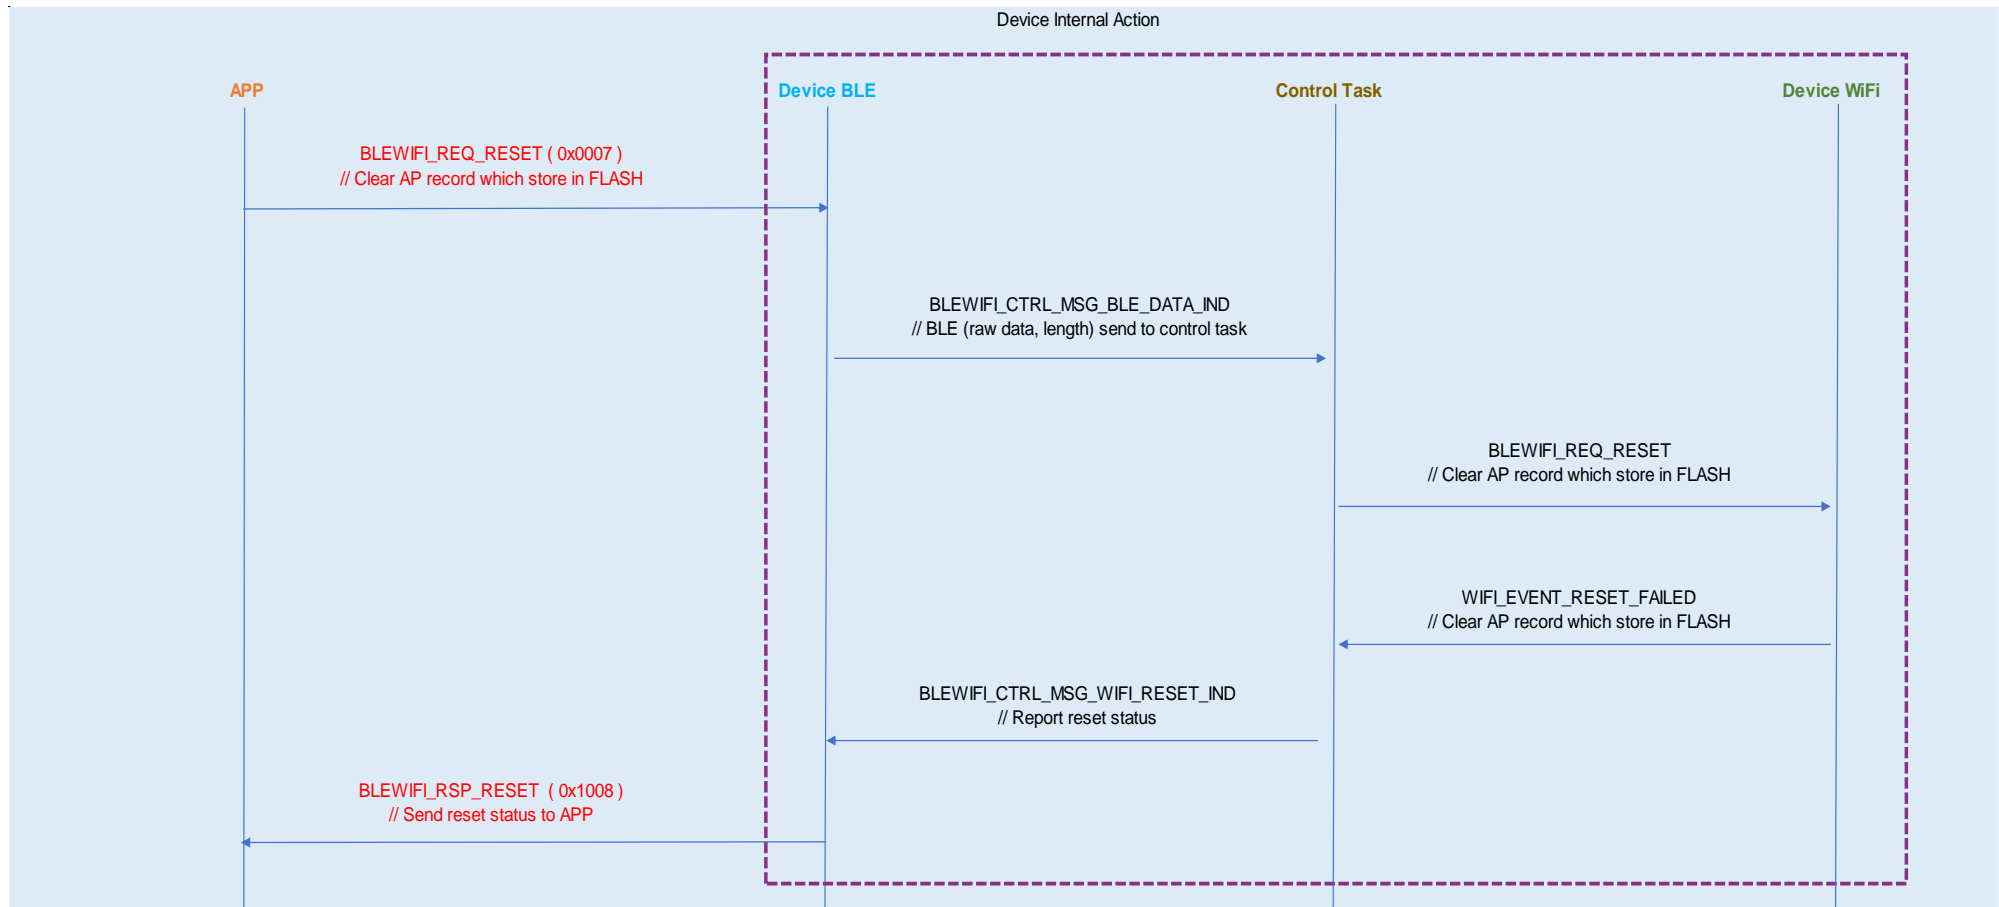 Device Internal Action
APP
Device BLE
Control Task
Device WiFi
BLEWIFI_REQ_RESET ( 0x0007 )
// Clear AP record which store in FLASH
BLEWIFI_CTRL_MSG_BLE_DATA_IND
// BLE (raw data, length) send to control task
BLEWIFI_REQ_RESET
// Clear AP record which store in FLASH
WIFI_EVENT_RESET_FAILED
// Clear AP record which store in FLASH
BLEWIFI_CTRL_MSG_WIFI_RESET_IND
// Report reset status
BLEWIFI_RSP_RESET ( 0x1008 )
// Send reset status to APP